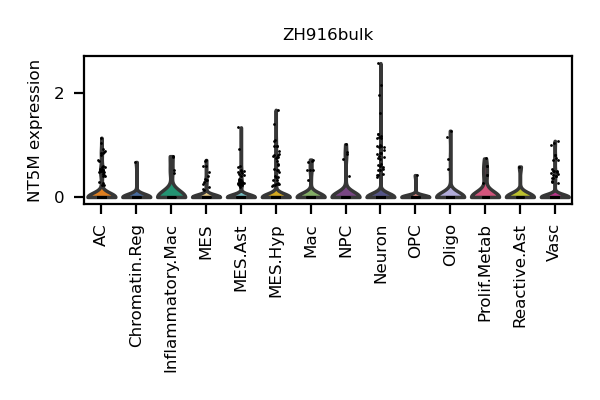 ZH916bulk
NT5M expression
2
0
AC
Chromatin.Reg
Inflammatory.Mac
MES
MES.Ast
MES.Hyp
Mac
NPC
Neuron
OPC
Oligo
Prolif.Metab
Reactive.Ast
Vasc